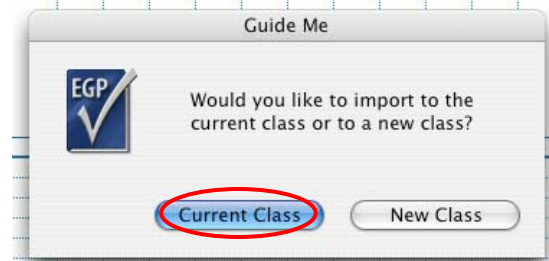 Guide Me
EGP
Would you like to import to the
current class or to a new class?
Current Class
New Class